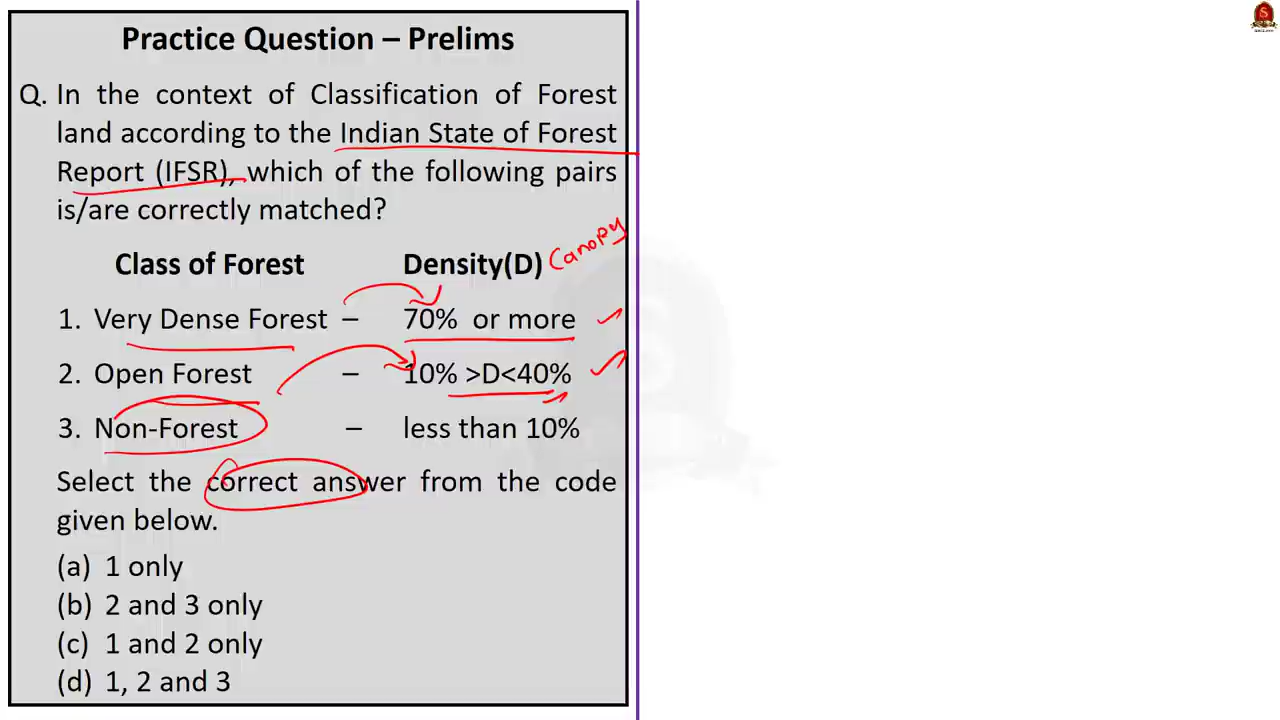 Practice Question – Prelims
Q. In the context of Classification of Forest
land according to the Indian State of Forest
Report (IFSR), which of the following pairs
is/are correctly matched?
Class of Forest Density(D) (Canopy
1. Very Dense Forest – 70% or more
2. Open Forest – 10% >D<40%
3. Non-Forest – less than 10%
Select the correct answer from the code
given below.
(a) 1 only
(b) 2 and 3 only
(c) 1 and 2 only
(d) 1, 2 and 3